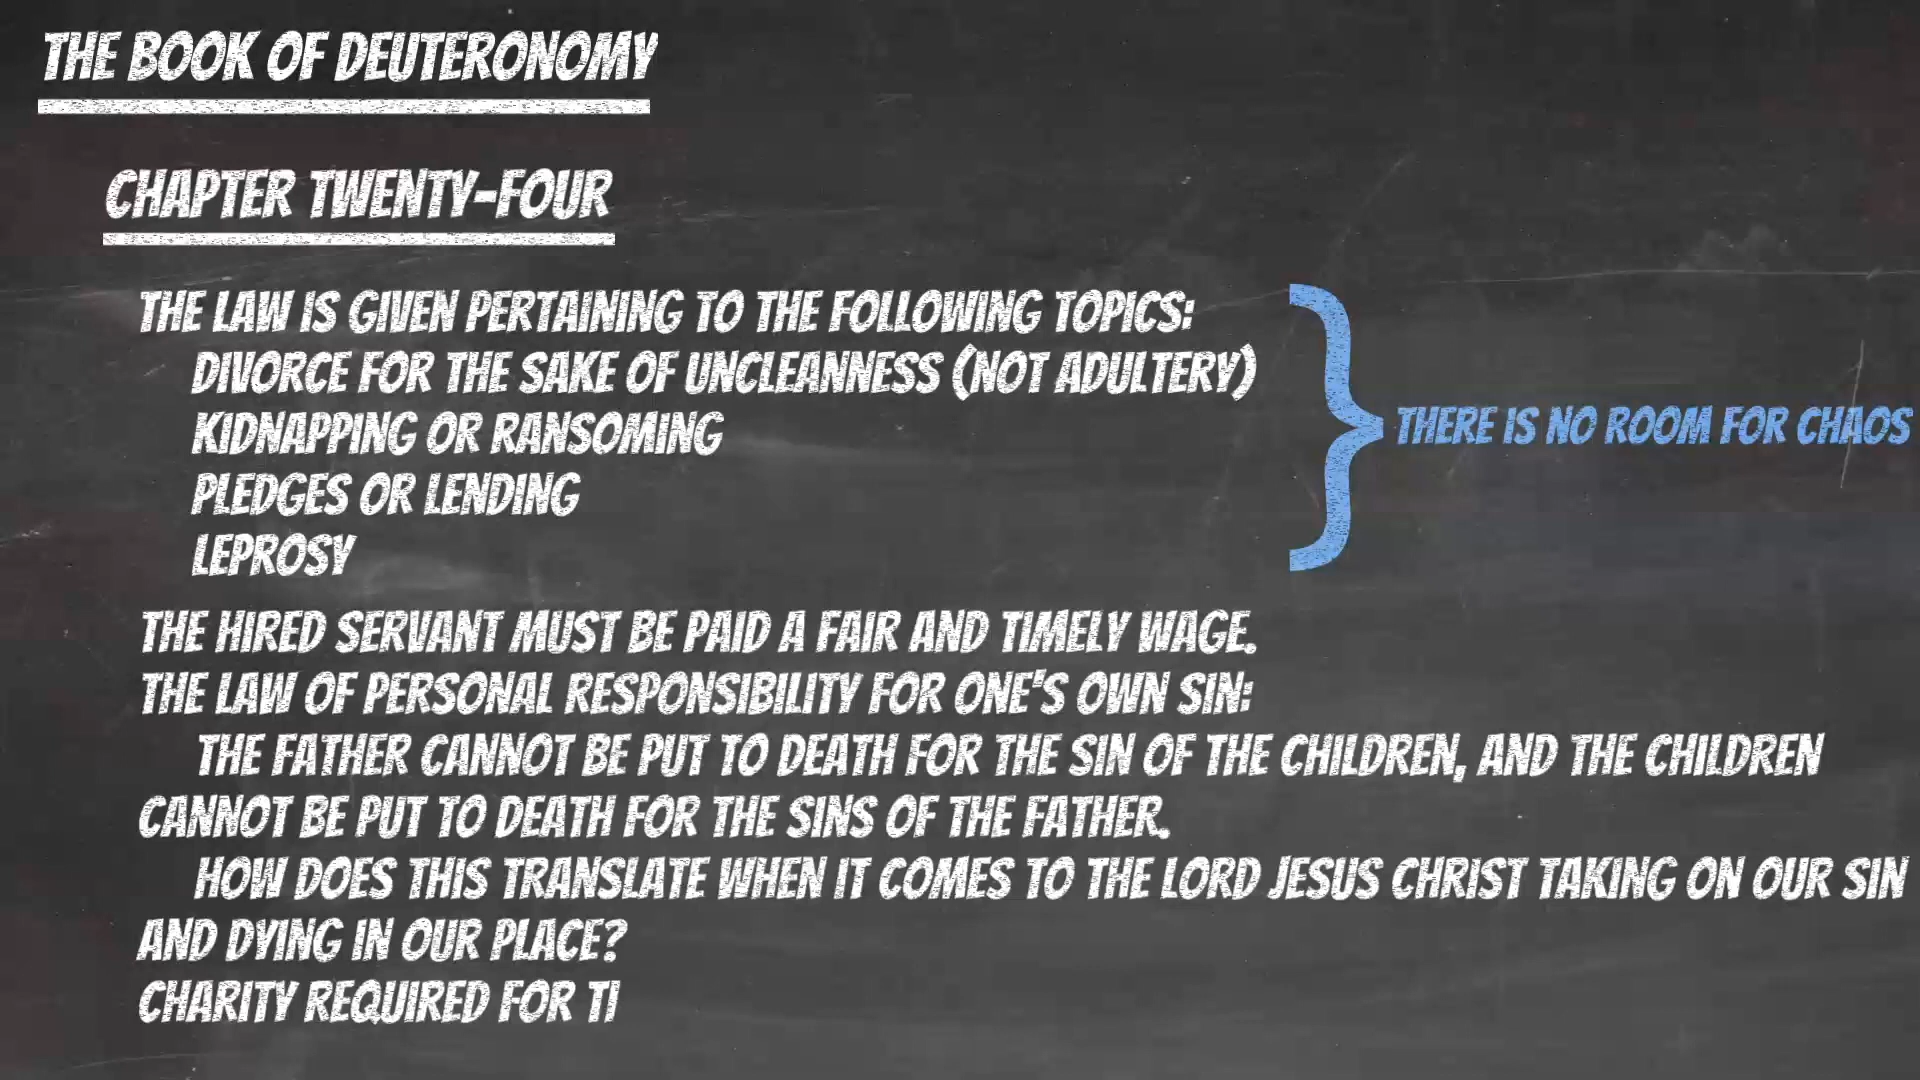 THE BOOK OF DEUTERONOMY
CHAPTER TWENTY-FOUR
THE LAW IS GIVEN PERTAINING TO THE FOLLOWING TOPICS:
DIVORCE FOR THE SAKE OF UNCLEANNESS (NOT ADULTERY)
KIDNAPPING OR RANSOMING
PLEDGES OR LENDING
LEPROSY
THERE IS NO ROOM FOR CHAOS
THE HIRED SERVANT MUST BE PAID A FAIR AND TIMELY WAGE.
THE LAW OF PERSONAL RESPONSIBILITY FOR ONE'S OWN SIN:
THE FATHER CANNOT BE PUT TO DEATH FOR THE SIN OF THE CHILDREN, AND THE CHILDREN
CANNOT BE PUT TO DEATH FOR THE SINS OF THE FATHER.
HOW DOES THIS TRANSLATE WHEN IT COMES TO THE LORD JESUS CHRIST TAKING ON OUR SIN
AND DYING IN OUR PLACE?
CHARITY REQUIRED FOR TI